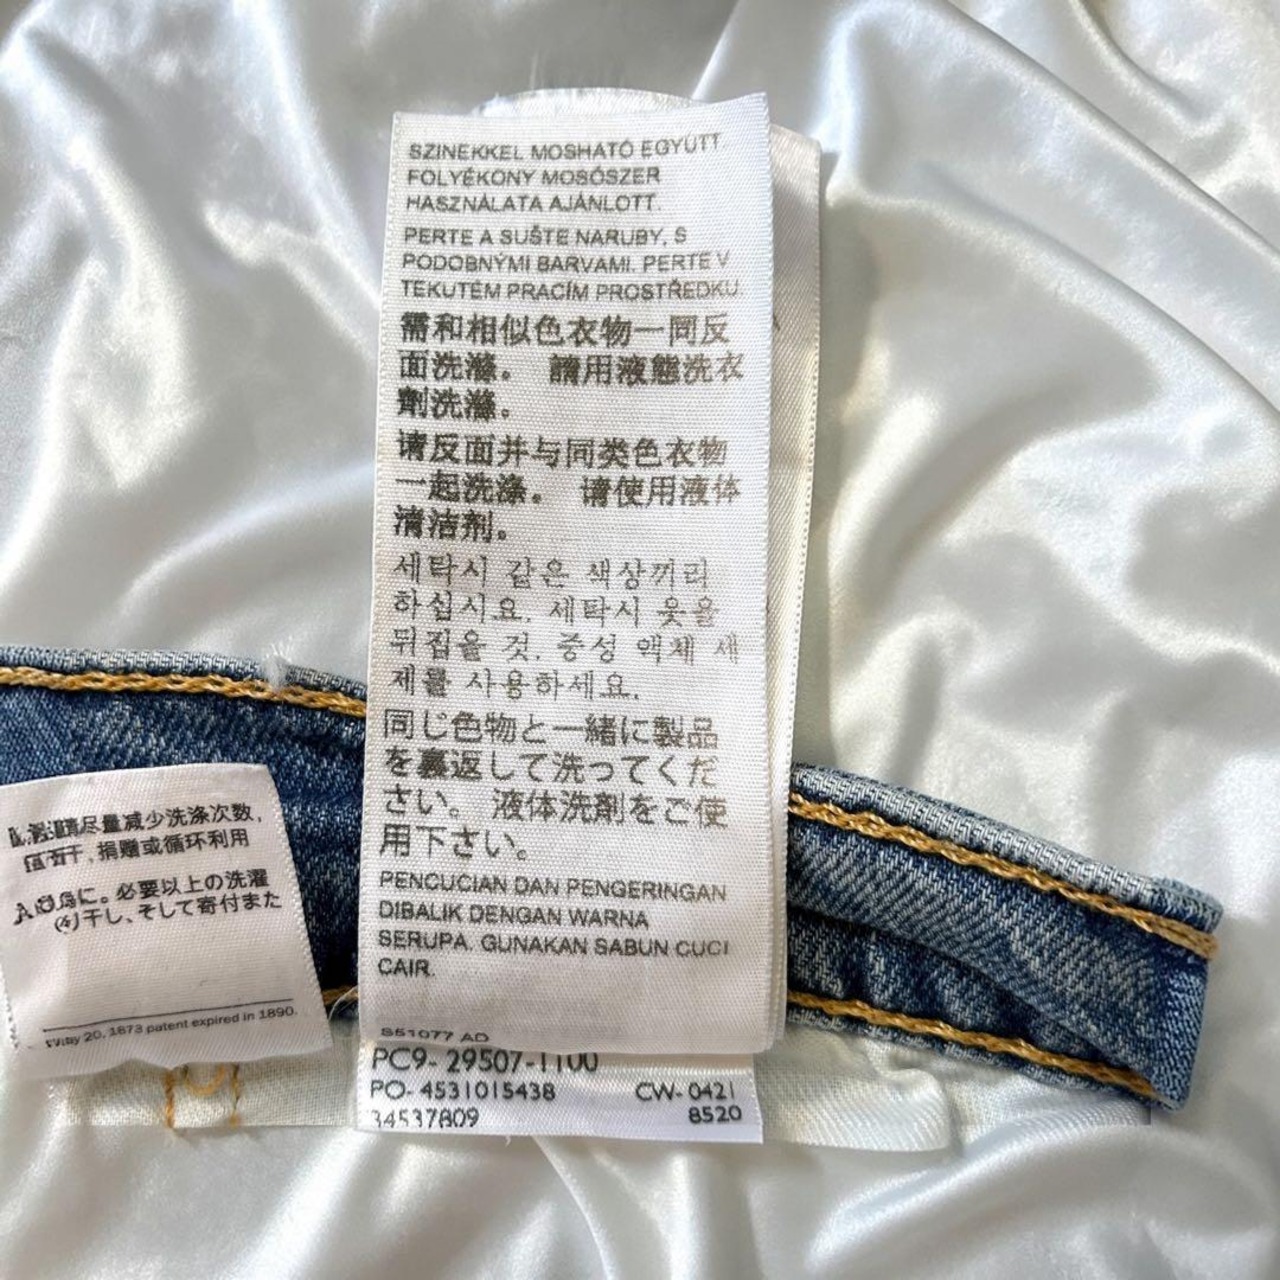 SZINEKKEL MOSHATÓ EGYÜTT
FOLYÉKONY MOSÓSZER
HASZNÁLATA AJÁNLOTT.
PERTE A SUŠTE NARUBY, S
PODOBNÝMI BARVAMI. PERTE V
TEKUTÉM PRACÍM PROSTŘEDKU.
需和相似色衣物一同反
面洗滌。 請用液態洗衣
劑洗滌。
请反面并与同类色衣物
一起洗涤。 请使用液体
清洁剂。
세탁시 같은 색상끼리
하십시요. 세탁시 옷을
뒤집을 것. 중성 액체 세
제를 사용하세요.
同じ色物と一緒に製品
を裏返して洗ってくだ
さい。 液体洗剤をご使
用下さい。
PENCUCIAN DAN PENGERINGAN
DIBALIK DENGAN WARNA
SERUPA. GUNAKAN SABUN CUCI
CAIR.
S51077 AD
PC9- 29507-1100
PO- 4531015438 CW- 0421
34537809 8520
尽量减少洗涤次数,
干, 捐赠或循环利用
に。必要以上の洗濯
干し、そして寄付また
20, 1873 patent expired in 1890.